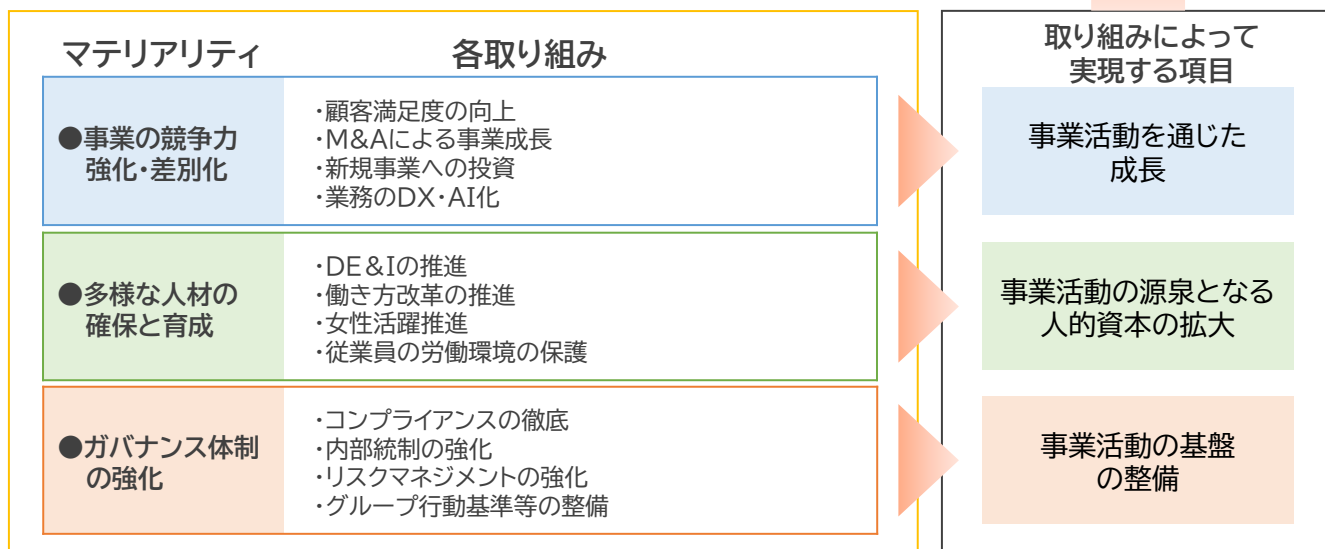 マテリアリティ
各取り組み
●事業の競争力
強化・差別化
・顧客満足度の向上
・M&Aによる事業成長
・新規事業への投資
・業務のDX・AI化
●多様な人材の
確保と育成
・DE&Iの推進
・働き方改革の推進
・女性活躍推進
・従業員の労働環境の保護
●ガバナンス体制
の強化
・コンプライアンスの徹底
・内部統制の強化
・リスクマネジメントの強化
・グループ行動基準等の整備
取り組みによって
実現する項目
事業活動を通じた
成長
事業活動の源泉となる
人的資本の拡大
事業活動の基盤
の整備